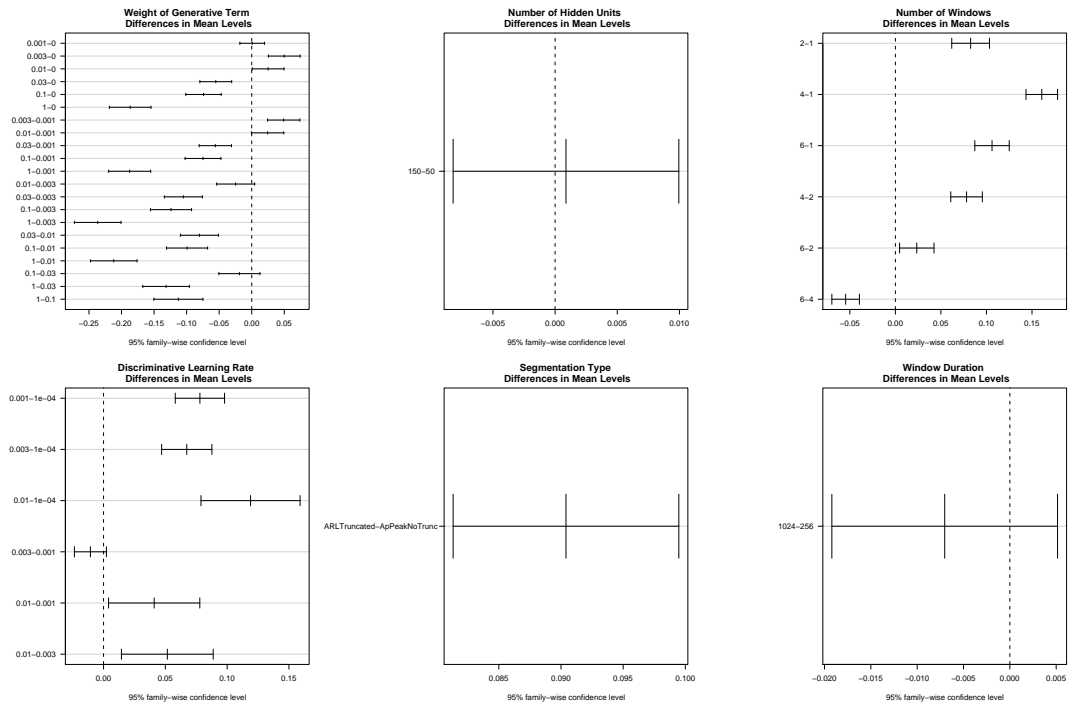 Weight of Generative Term
Differences in Mean Levels
0.001−0
0.003−0
0.01−0
0.03−0
0.1−0
1−0
0.003−0.001
0.01−0.001
0.03−0.001
0.1−0.001
1−0.001
0.01−0.003
0.03−0.003
0.1−0.003
1−0.003
0.03−0.01
0.1−0.01
1−0.01
0.1−0.03
1−0.03
1−0.1
−0.25 −0.20 −0.15 −0.10 −0.05 0.00 0.05
95% family−wise confidence level
Number of Hidden Units
Differences in Mean Levels
150−50
−0.005 0.000 0.005 0.010
95% family−wise confidence level
Number of Windows
Differences in Mean Levels
2−1
4−1
6−1
4−2
6−2
6−4
−0.05 0.00 0.05 0.10 0.15
95% family−wise confidence level
Discriminative Learning Rate
Differences in Mean Levels
0.001−1e−04
0.003−1e−04
0.01−1e−04
0.003−0.001
0.01−0.001
0.01−0.003
0.00 0.05 0.10 0.15
95% family−wise confidence level
Segmentation Type
Differences in Mean Levels
ARLTruncated−ApPeakNoTrunc
0.085 0.090 0.095 0.100
95% family−wise confidence level
Window Duration
Differences in Mean Levels
1024−256
−0.020 −0.015 −0.010 −0.005 0.000 0.005
95% family−wise confidence level